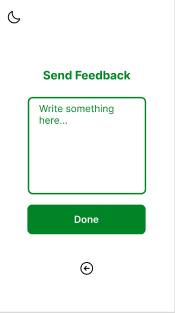 Send Feedback
Write something
here...
Done